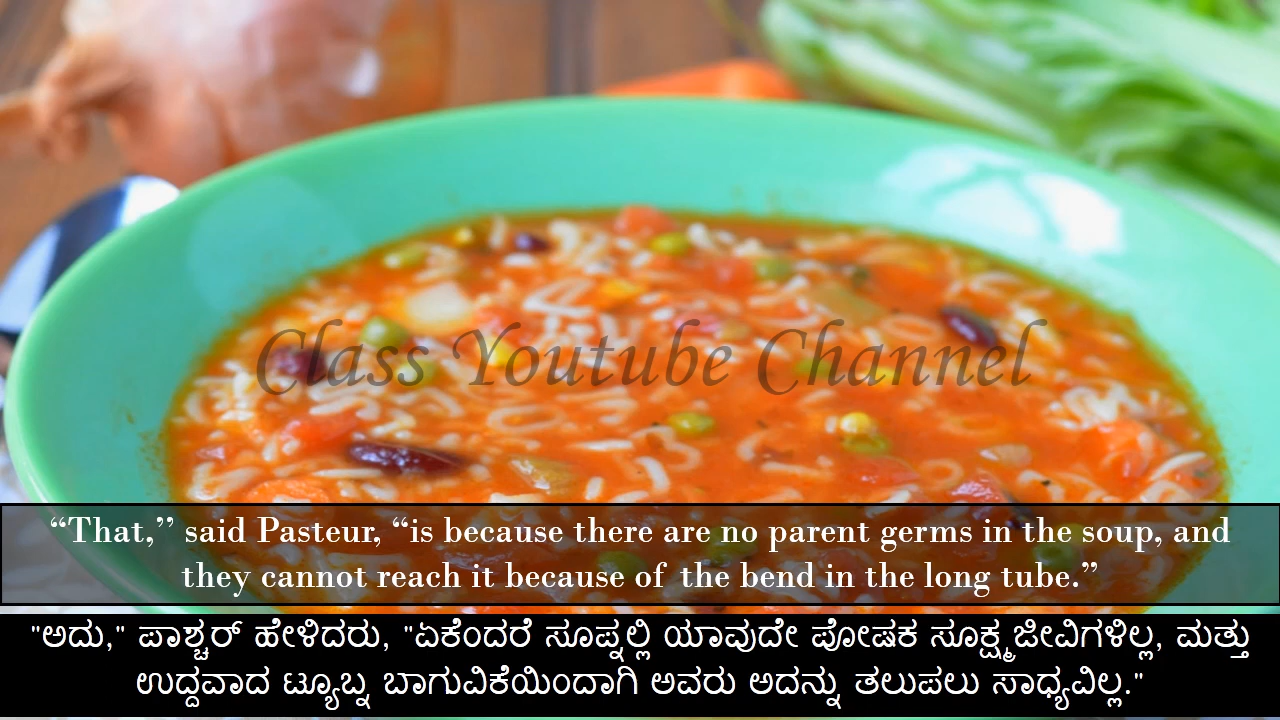 Class Youtube Channel
“That,’’ said Pasteur, “is because there are no parent germs in the soup, and
they cannot reach it because of the bend in the long tube.”
"ಅದು," ಪಾಶ್ಚರ್ ಹೇಳಿದರು, "ಏಕೆಂದರೆ ಸೂಪ್ನಲ್ಲಿ ಯಾವುದೇ ಪೋಷಕ ಸೂಕ್ಷ್ಮಜೀವಿಗಳಿಲ್ಲ, ಮತ್ತು
ಉದ್ದವಾದ ಟ್ಯೂಬ್ನ ಬಾಗುವಿಕೆಯಿಂದಾಗಿ ಅವರು ಅದನ್ನು ತಲುಪಲು ಸಾಧ್ಯವಿಲ್ಲ."